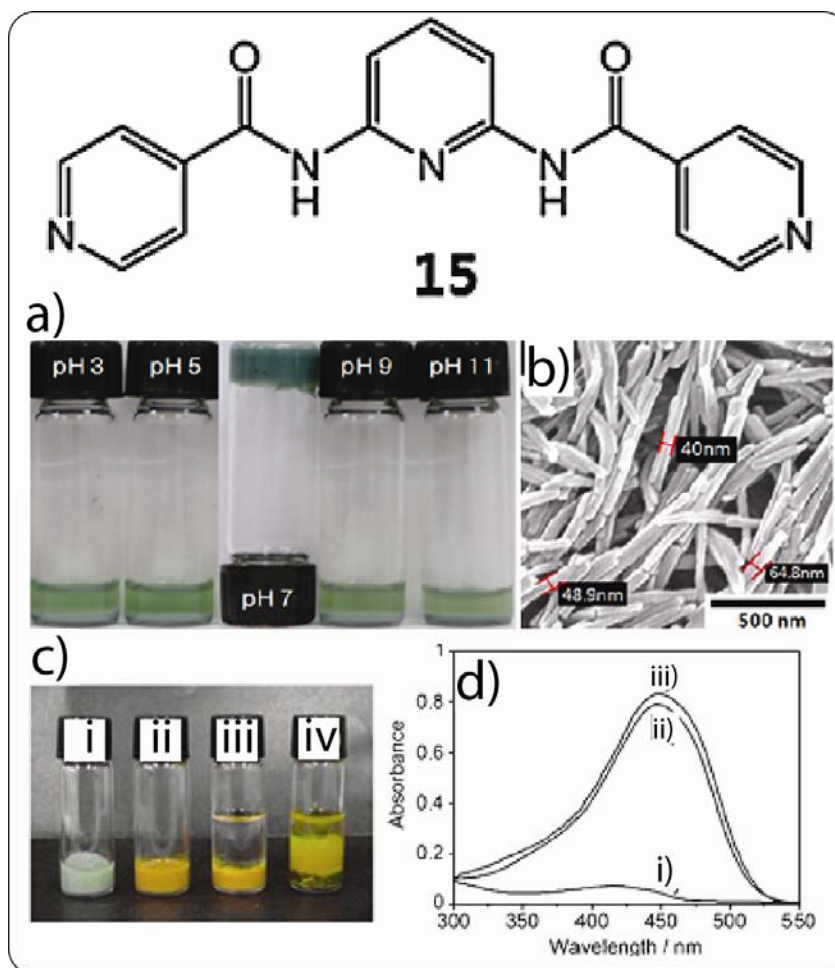 O
O
N
H
N
N
H
N
N
15
a)
pH 3
pH 5
pH 7
pH 9
pH 11
b)
40nm
48.9nm
64.8nm
500 nm
c)
i
ii
iii
iv
d)
iii)
ii)
i)
1
0.8
0.6
0.4
0.2
0
Absorbance
300
350
400
450
500
550
Wavelength / nm